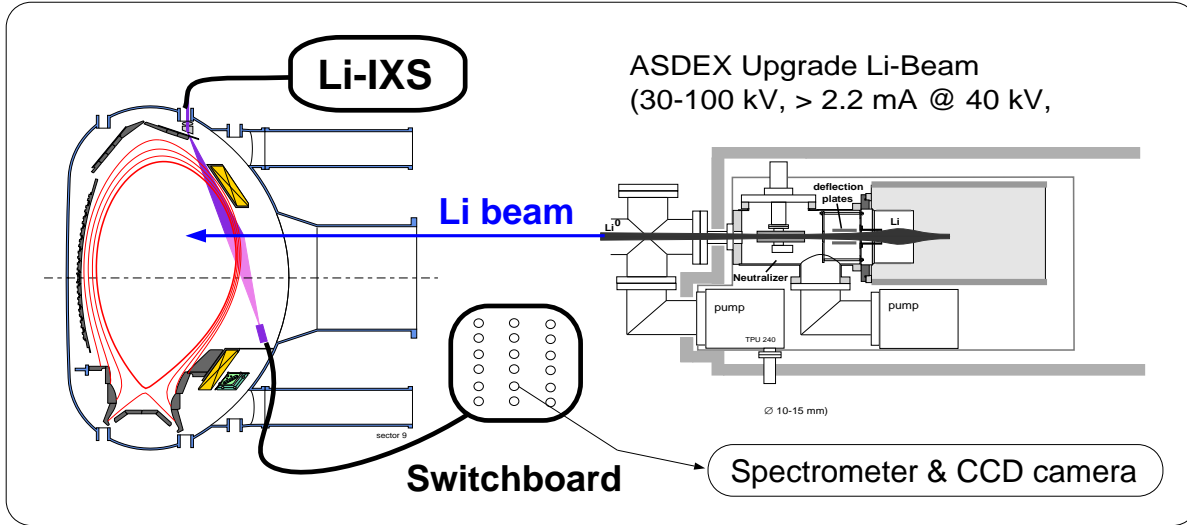 Li-IXS
ASDEX Upgrade Li-Beam
(30-100 kV, > 2.2 mA @ 40 kV,
deflection
plates
Li
Li⁰
Li beam
Neutralizer
pump
pump
TPU 240
∅ 10-15 mm)
sector 9
Switchboard
Spectrometer & CCD camera